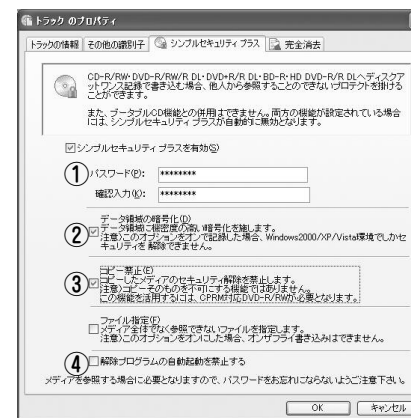 トラック のプロパティ
トラックの情報 その他の識別子 シンプルセキュリティ プラス 完全消去
CD-R/RW・DVD-R/RW/R DL・DVD+R/R DL・BD-R・HD DVD-R/R DLへディスクア
ットワンス記録で書き込む場合、他人から参照することのできないプロテクトを掛ける
ことができます。
また、ブータブルCD機能との併用はできません。両方の機能が設定されている場合
には、シンプルセキュリティ プラスが自動的に無効となります。
シンプルセキュリティ プラスを有効(S)
① パスワード(P): ********
確認入力(K): ********
データ領域の暗号化(D)
② データ領域に機密度の高い暗号化を施します。
注意)このオプションをオンで記録した場合、Windows2000/XP/Vista環境でしかセ
キュリティを 解除できません。
コピー禁止(E)
③ コピーしたメディアのセキュリティ解除を禁止します。
注意)コピーそのものを不可にする機能ではありません。
この機能を活用するには、CPRM対応DVD-R/RWが必要となります。
ファイル指定(F)
メディア全体でなく参照できないファイルを指定します。
注意)このオプションをオンにした場合、オンザフライ書き込みはできません。
④ 解除プログラムの自動起動を禁止する
メディアを参照する場合に必要となりますので、パスワードをお忘れにならないようご注意下さい。
OK キャンセル